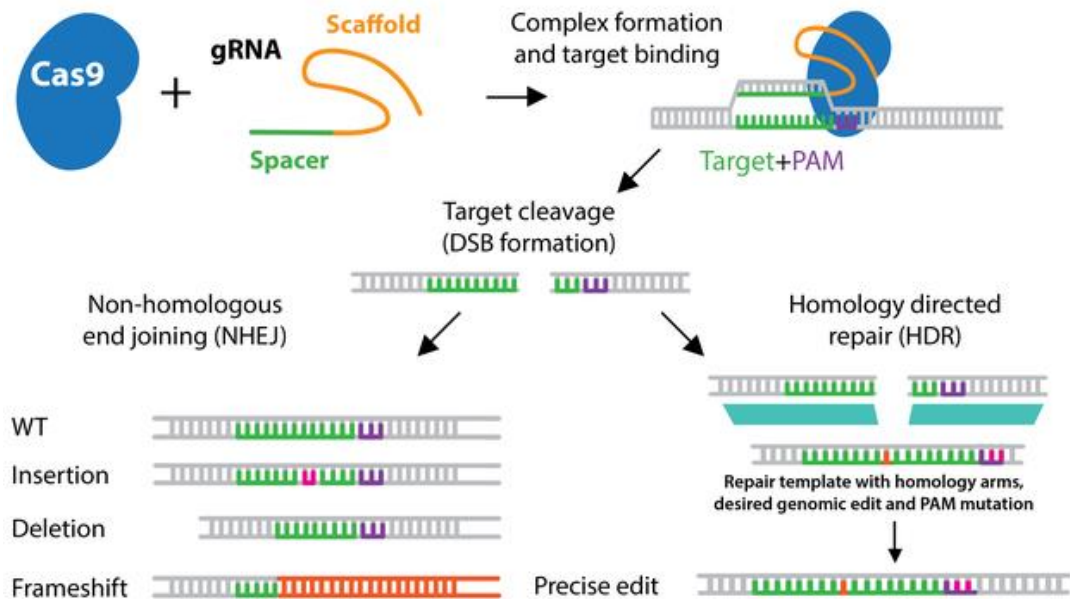 Cas9
+
gRNA
Scaffold
Spacer
Complex formation
and target binding
Target+PAM
Target cleavage
(DSB formation)
Non-homologous
end joining (NHEJ)
Homology directed
repair (HDR)
WT
Insertion
Deletion
Frameshift
Repair template with homology arms,
desired genomic edit and PAM mutation
Precise edit